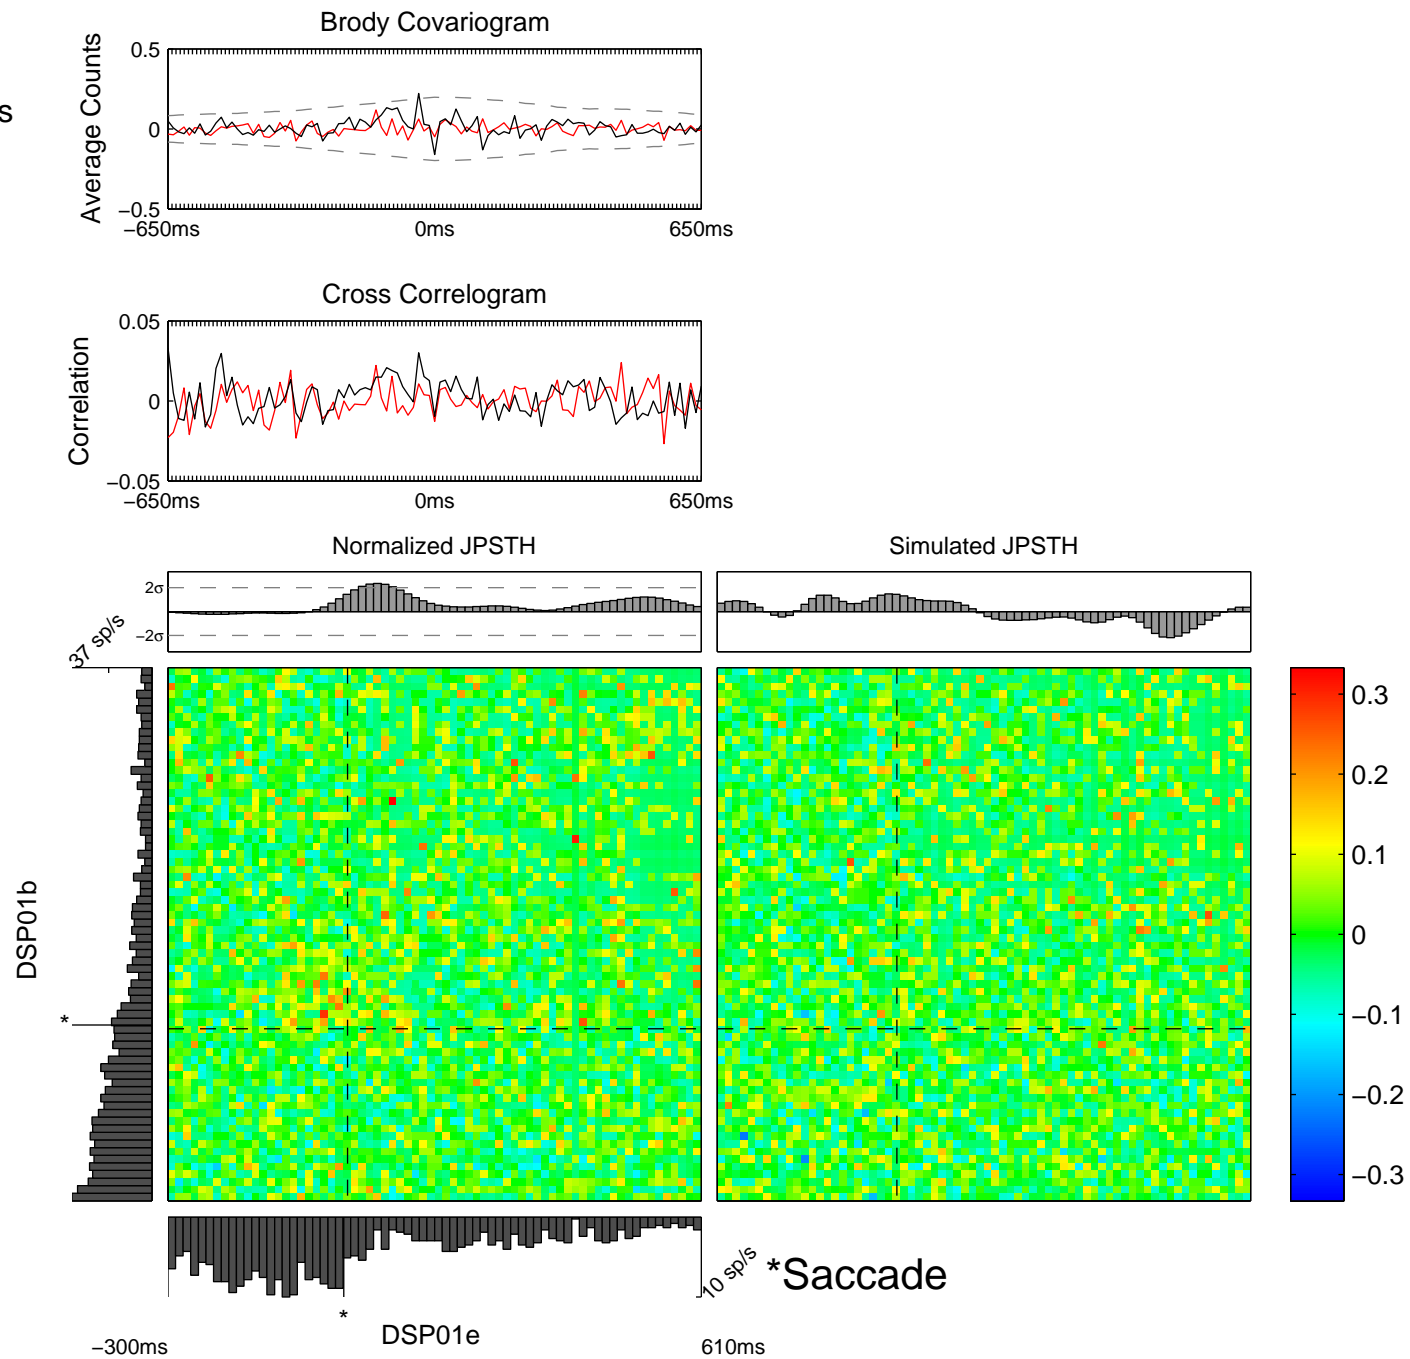 Brody Covariogram
s
Average Counts
0.5
0
−0.5
−650ms
0ms
650ms
Cross Correlogram
Correlation
0.05
0
−0.05
−650ms
0ms
650ms
Normalized JPSTH
Simulated JPSTH
2σ
−2σ
37 sp/s
DSP01b
*
0.3
0.2
0.1
0
−0.1
−0.2
−0.3
10 sp/s
*Saccade
*
DSP01e
−300ms
610ms